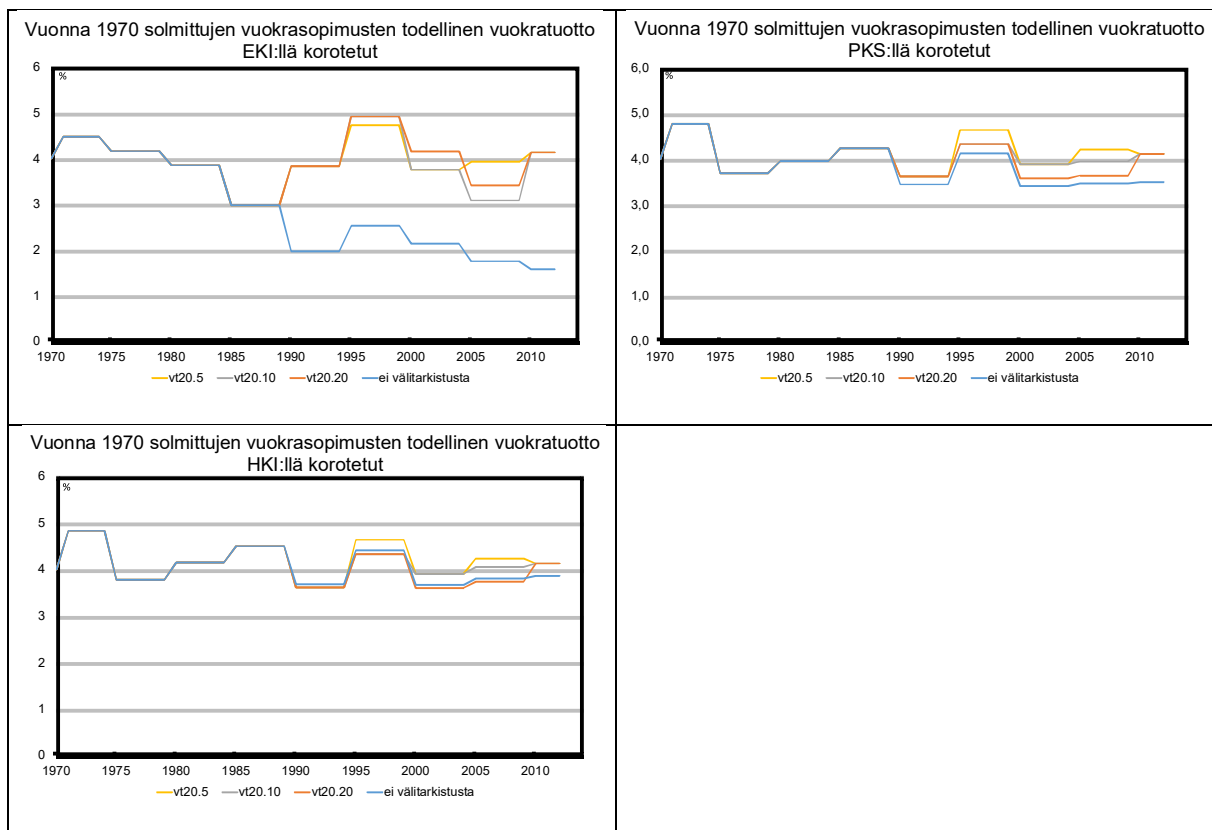 Vuonna 1970 solmittujen vuokrasopimusten todellinen vuokratuotto
EKI:llä korotetut
6
%
5
4
3
2
1
0
1970 1975 1980 1985 1990 1995 2000 2005 2010
vt20.5 vt20.10 vt20.20 ei välitarkistusta
Vuonna 1970 solmittujen vuokrasopimusten todellinen vuokratuotto
PKS:llä korotetut
6,0
%
5,0
4,0
3,0
2,0
1,0
0,0
1970 1975 1980 1985 1990 1995 2000 2005 2010
vt20.5 vt20.10 vt20.20 ei välitarkistusta
Vuonna 1970 solmittujen vuokrasopimusten todellinen vuokratuotto
HKI:llä korotetut
6
%
5
4
3
2
1
0
1970 1975 1980 1985 1990 1995 2000 2005 2010
vt20.5 vt20.10 vt20.20 ei välitarkistusta